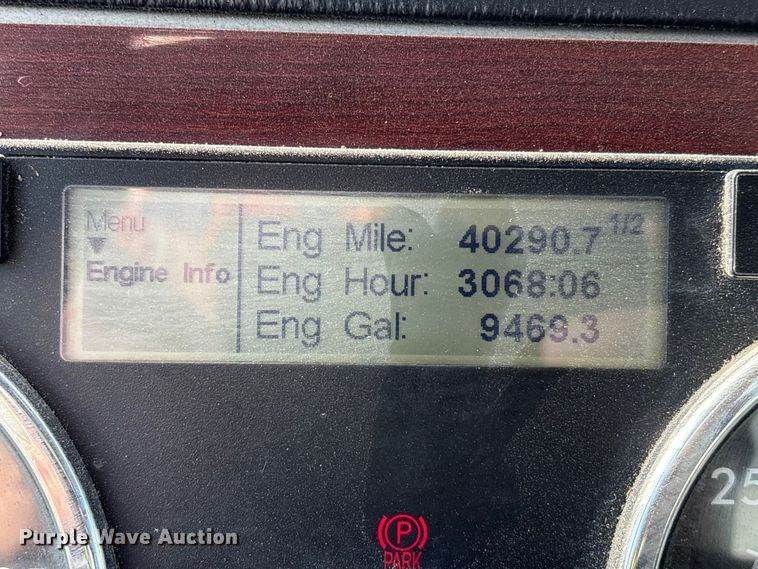 Menu
Engine Info
Eng Mile: 40290.7 1/2
Eng Hour: 3068:06
Eng Gal: 9469.3
25
P
PARK
Purple Wave Auction